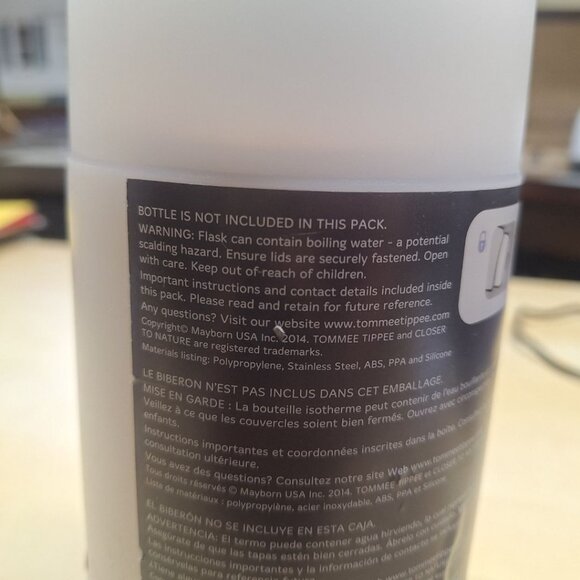 BOTTLE IS NOT INCLUDED IN THIS PACK.
WARNING: Flask can contain boiling water - a potential
scalding hazard. Ensure lids are securely fastened. Open
with care. Keep out of reach of children.
Important instructions and contact details included inside
this pack. Please read and retain for future reference.
Any questions? Visit our website www.tommeetippee.com
Copyright© Mayborn USA Inc. 2014. TOMMEE TIPPEE and CLOSER
TO NATURE are registered trademarks.
Materials listing: Polypropylene, Stainless Steel, ABS, PPA and Silicone
LE BIBERON N'EST PAS INCLUS DANS CET EMBALLAGE.
MISE EN GARDE : La bouteille isotherme peut contenir de l'eau
Veillez à ce que les couvercles soient bien fermés. Ouvrez avec
enfants.
Instructions importantes et coordonnées inscrites dans la boîte.
consultation ultérieure.
Vous avez des questions? Consultez notre site Web
Tous droits réservés © Mayborn USA Inc. 2014. TOMMEE TIPPEE et CLOSER TO
Liste de matériaux : polypropylène, acier inoxydable, ABS, PPA et Silicone
EL BIBERÓN NO SE INCLUYE EN ESTA CAJA.
ADVERTENCIA: El termo puede contener agua hirviendo, lo cual
Asegúrate de que las tapas estén bien cerradas. Ábrelo con
Las instrucciones importantes y la información de contacto se
consérvalas para referencia
¿Tiene